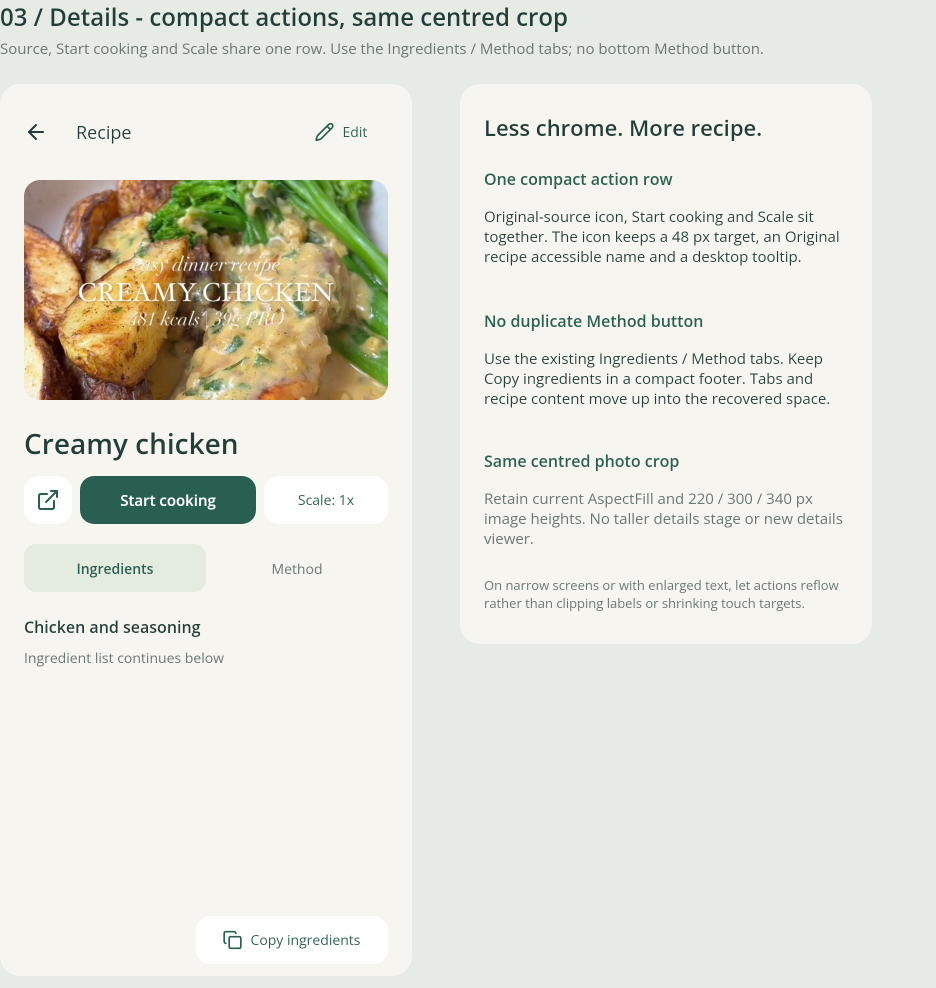 03 / Details - compact actions, same centred crop
Source, Start cooking and Scale share one row. Use the Ingredients / Method tabs; no bottom Method button.
Recipe
Edit
easy dinner recipe
CREAMY CHICKEN
481 kcals | 39g PRO
Creamy chicken
Start cooking
Scale: 1x
Ingredients
Method
Chicken and seasoning
Ingredient list continues below
Copy ingredients
Less chrome. More recipe.
One compact action row
Original-source icon, Start cooking and Scale sit
together. The icon keeps a 48 px target, an Original
recipe accessible name and a desktop tooltip.
No duplicate Method button
Use the existing Ingredients / Method tabs. Keep
Copy ingredients in a compact footer. Tabs and
recipe content move up into the recovered space.
Same centred photo crop
Retain current AspectFill and 220 / 300 / 340 px
image heights. No taller details stage or new details
viewer.
On narrow screens or with enlarged text, let actions reflow
rather than clipping labels or shrinking touch targets.